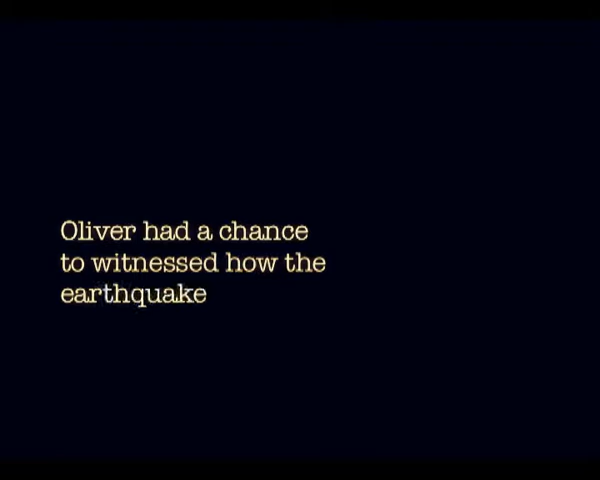 Oliver had a chance
to witnessed how the
earthquake